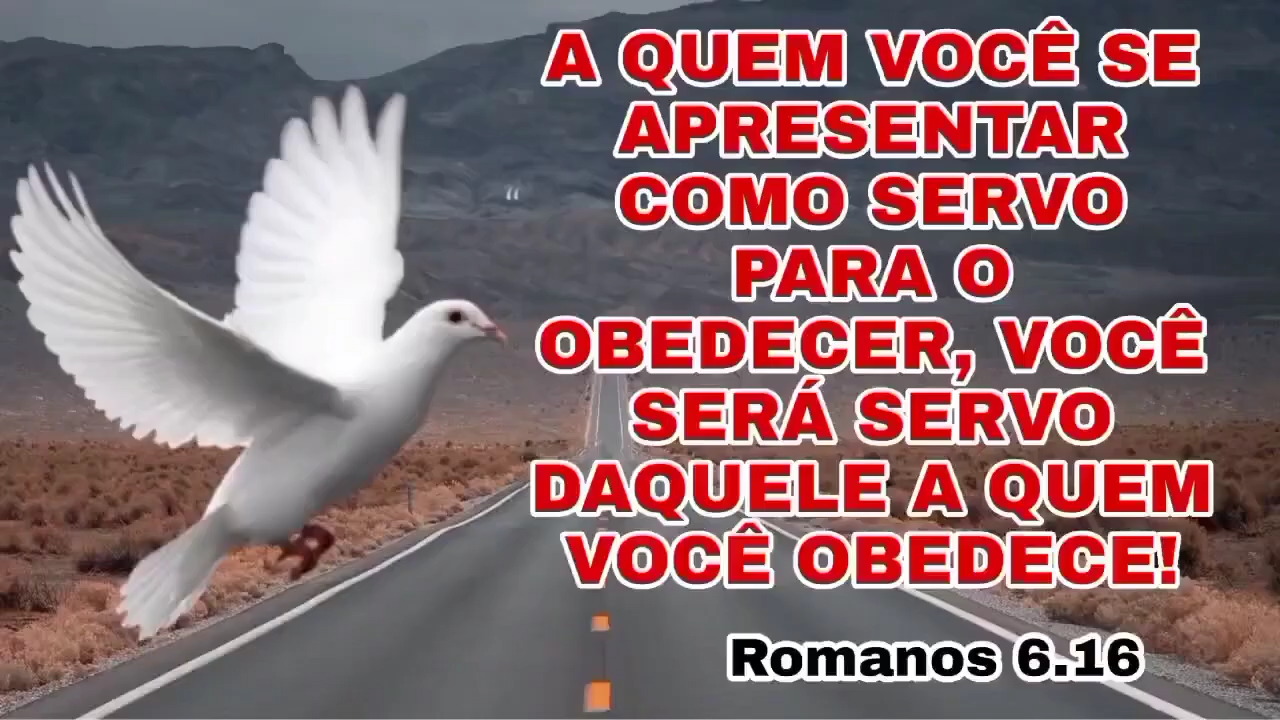 A QUEM VOCÊ SE
APRESENTAR
COMO SERVO
PARA O
OBEDECER, VOCÊ
SERÁ SERVO
DAQUELE A QUEM
VOCÊ OBEDECE!
Romanos 6.16